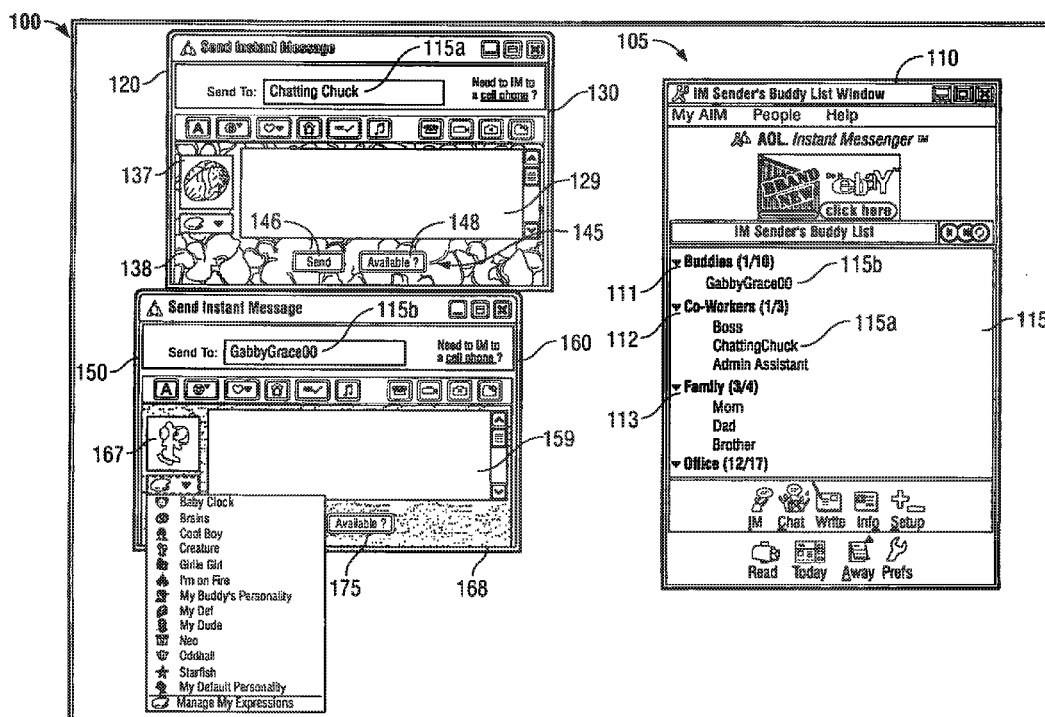 100
Send Instant Message
115a
120
Send To: Chatting Chuck
Need to IM to
a cell phone ?
130
A
137
129
146
148
145
138
Send
Available ?
Send Instant Message
115b
150
Send To: GabbyGrace00
Need to IM to
a cell phone ?
160
A
167
159
Available ?
175
168
Baby Clock
Brains
Cool Boy
Creature
Girlie Girl
I'm on Fire
My Buddy's Personality
My Def
My Dude
Neo
Oddball
Starfish
My Default Personality
Manage My Expressions
105
110
IM Sender's Buddy List Window
My AIM People Help
AOL. Instant Messenger TM
BRAND
NEW
ebaY
click here
IM Sender's Buddy List
Buddies (1/10)
111
GabbyGrace00
115b
Co-Workers (1/3)
112
Boss
115a
115
ChattingChuck
Admin Assistant
Family (3/4)
113
Mom
Dad
Brother
Office (12/17)
IM Chat Write Info Setup
Read Today Away Prefs